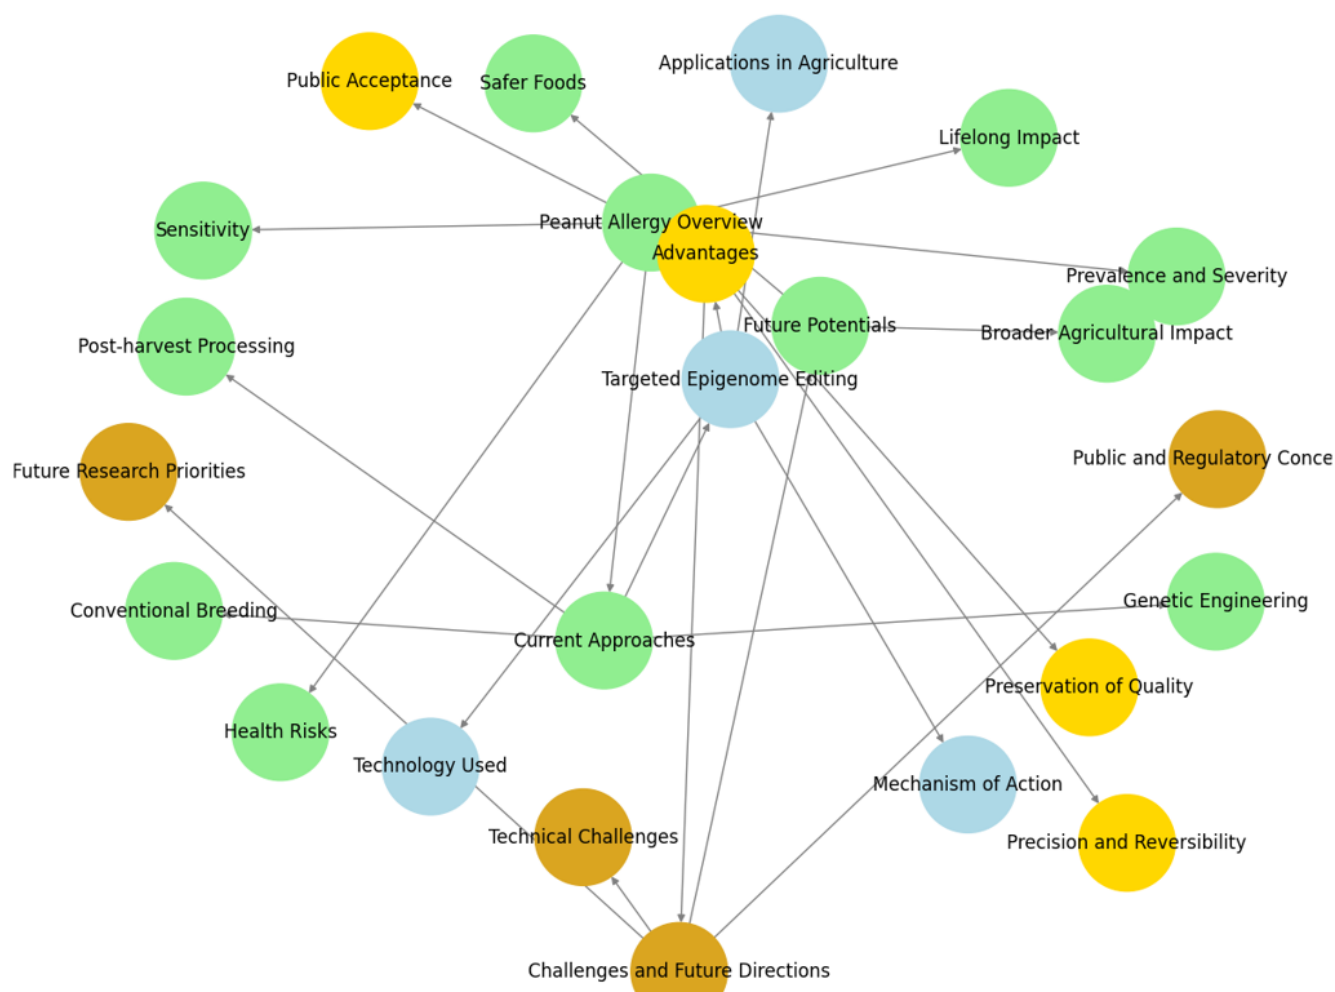 Applications in Agriculture
Public Acceptance
Safer Foods
Lifelong Impact
Peanut Allergy Overview
Sensitivity
Advantages
Prevalence and Severity
Future Potentials
Broader Agricultural Impact
Post-harvest Processing
Targeted Epigenome Editing
Public and Regulatory Conce
Future Research Priorities
Genetic Engineering
Conventional Breeding
Current Approaches
Preservation of Quality
Health Risks
Technology Used
Mechanism of Action
Technical Challenges
Precision and Reversibility
Challenges and Future Directions